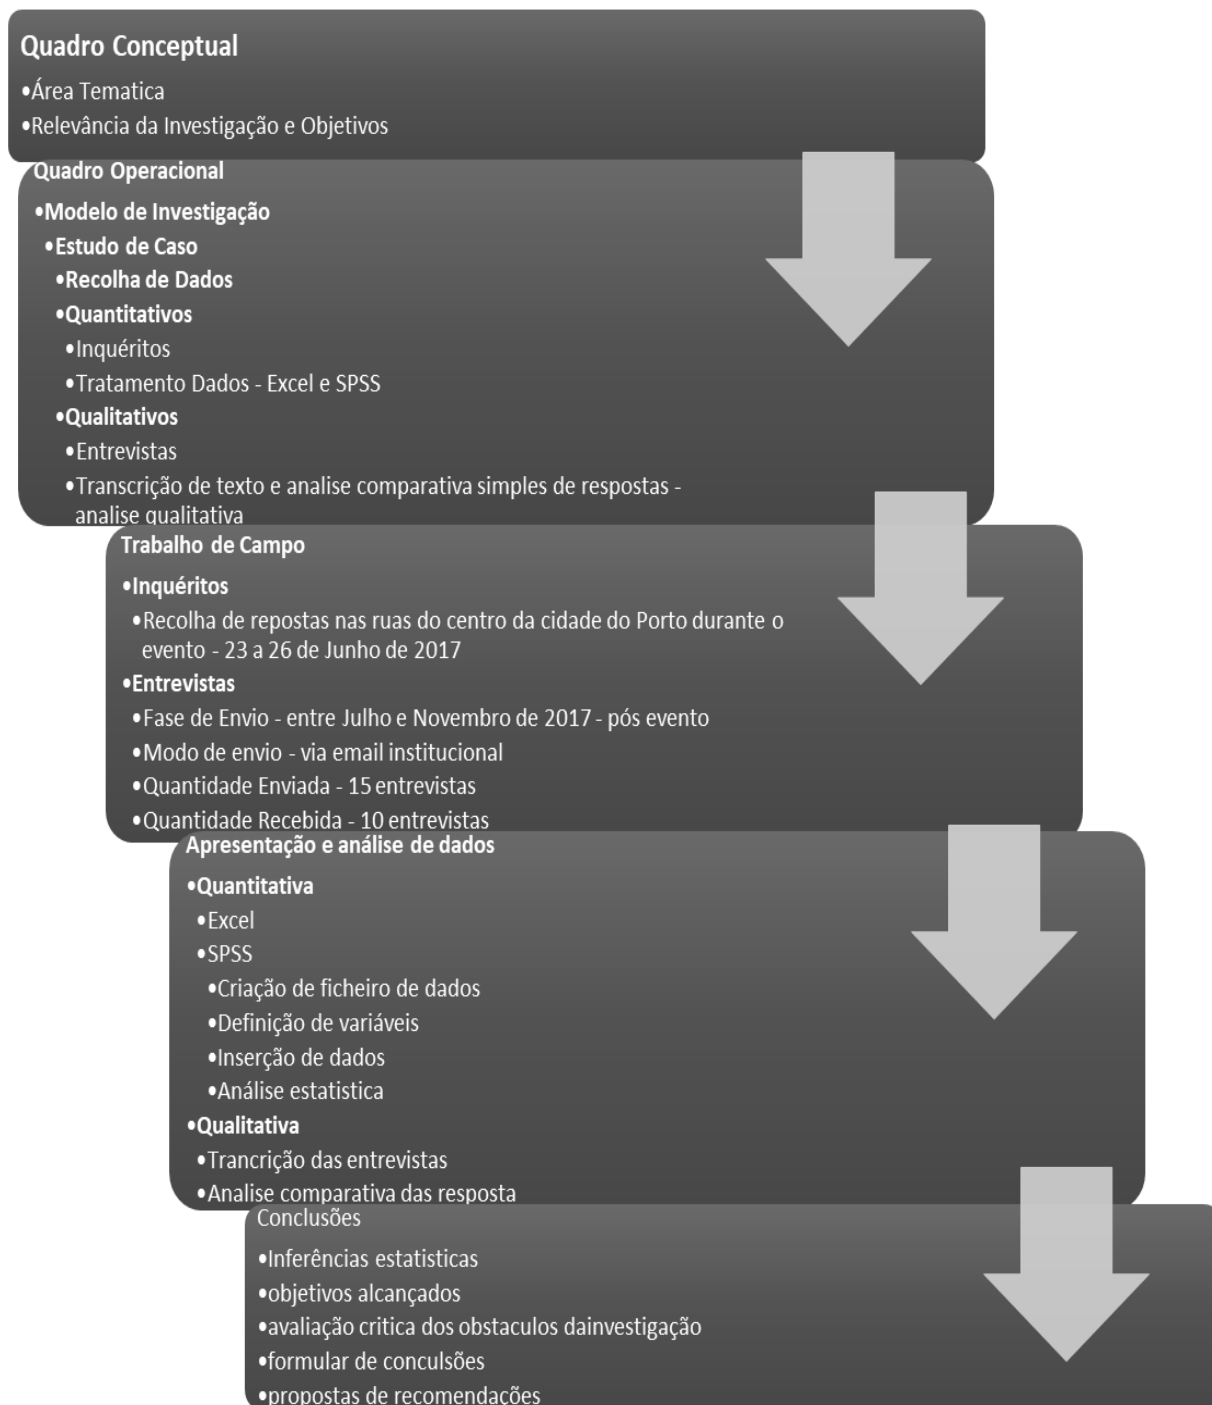 Quadro Conceptual
•Área Tematica
•Relevância da Investigação e Objetivos
Quadro Operacional
•Modelo de Investigação
•Estudo de Caso
•Recolha de Dados
•Quantitativos
•Inquéritos
•Tratamento Dados - Excel e SPSS
•Qualitativos
•Entrevistas
•Transcrição de texto e analise comparativa simples de respostas -
analise qualitativa
Trabalho de Campo
•Inquéritos
•Recolha de repostas nas ruas do centro da cidade do Porto durante o
evento - 23 a 26 de Junho de 2017
•Entrevistas
•Fase de Envio - entre Julho e Novembro de 2017 - pós evento
•Modo de envio - via email institucional
•Quantidade Enviada - 15 entrevistas
•Quantidade Recebida - 10 entrevistas
Apresentação e análise de dados
•Quantitativa
•Excel
•SPSS
•Criação de ficheiro de dados
•Definição de variáveis
•Inserção de dados
•Análise estatistica
•Qualitativa
•Trancrição das entrevistas
•Analise comparativa das resposta
Conclusões
•Inferências estatisticas
•objetivos alcançados
•avaliação critica dos obstaculos dainvestigação
•formular de conculsões
•propostas de recomendações